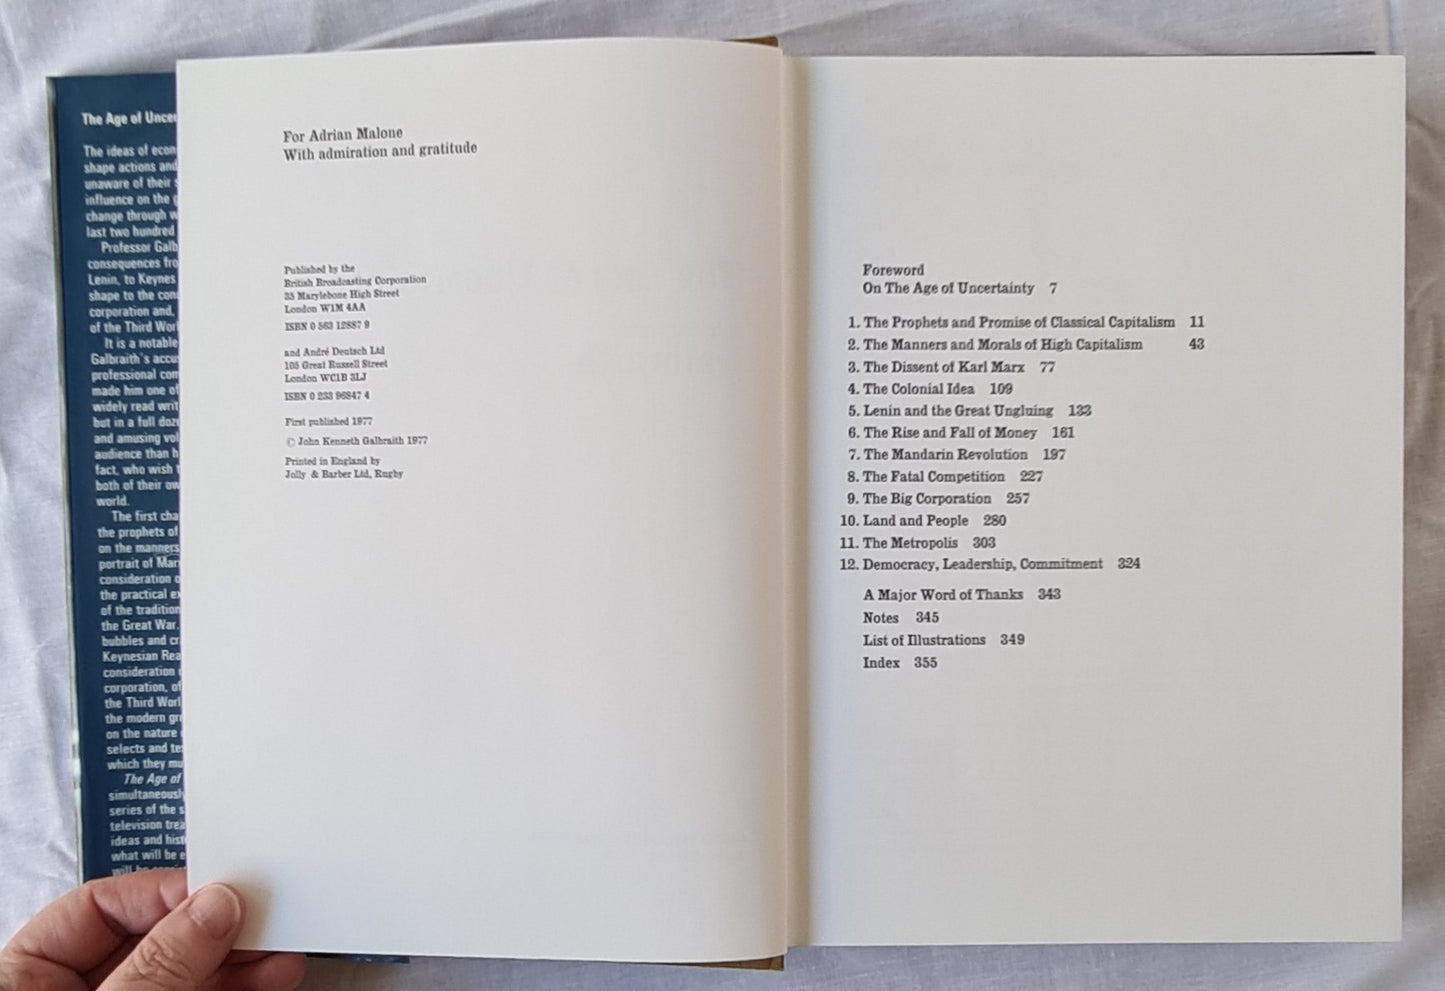 The Age of Uncer
The ideas of econ
shape actions and
unaware of their s
influence on the g
change through w
last two hundred
Professor Galb
consequences fro
Lenin, to Keynes
shape to the con
corporation and,
of the Third Worl
It is a notable
Galbraith's accu
professional com
made him one of
widely read writ
but in a full doz
and amusing vol
audience than h
fact, who wish t
both of their ow
world.
The first cha
the prophets of
on the manners
portrait of Mar
consideration o
the practical ex
of the tradition
the Great War,
bubbles and cr
Keynesian Rea
consideration
corporation, of
the Third Worl
the modern gr
on the nature
selects and te
which they mu
The Age of
simultaneously
series of the s
television trea
ideas and hist
what will be e
will be
For Adrian Malone
With admiration and gratitude
Published by the
British Broadcasting Corporation
35 Marylebone High Street
London W1M 4AA
ISBN 0 563 12887 9
and André Deutsch Ltd
105 Great Russell Street
London WC1B 3LJ
ISBN 0 233 96847 4
First published 1977
© John Kenneth Galbraith 1977
Printed in England by
Jolly & Barber Ltd, Rugby
Foreword
On The Age of Uncertainty 7
1. The Prophets and Promise of Classical Capitalism 11
2. The Manners and Morals of High Capitalism 43
3. The Dissent of Karl Marx 77
4. The Colonial Idea 109
5. Lenin and the Great Ungluing 133
6. The Rise and Fall of Money 161
7. The Mandarin Revolution 197
8. The Fatal Competition 227
9. The Big Corporation 257
10. Land and People 280
11. The Metropolis 303
12. Democracy, Leadership, Commitment 324
A Major Word of Thanks 343
Notes 345
List of Illustrations 349
Index 355